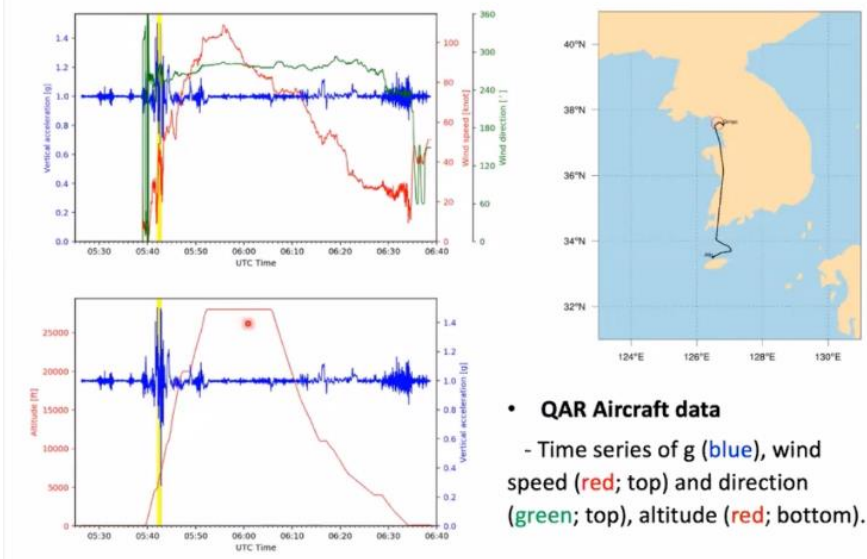 360
1.4
100
300
1.2
80
240
1.0
0.8
60
180
0.6
40
120
0.4
20
60
0.2
0.0
0
0
Vertical acceleration [g]
Wind speed [knot]
Wind direction [°]
05:30 05:40 05:50 06:00 06:10 06:20 06:30 06:40
UTC Time
40°N
38°N
36°N
34°N
32°N
124°E 126°E 128°E 130°E
25000
20000
15000
10000
5000
0
Altitude [ft]
1.4
1.2
1.0
0.8
0.6
0.4
0.2
0.0
Vertical acceleration [g]
05:30 05:40 05:50 06:00 06:10 06:20 06:30 06:40
UTC Time
• QAR Aircraft data
- Time series of g (blue), wind
speed (red; top) and direction
(green; top), altitude (red; bottom).